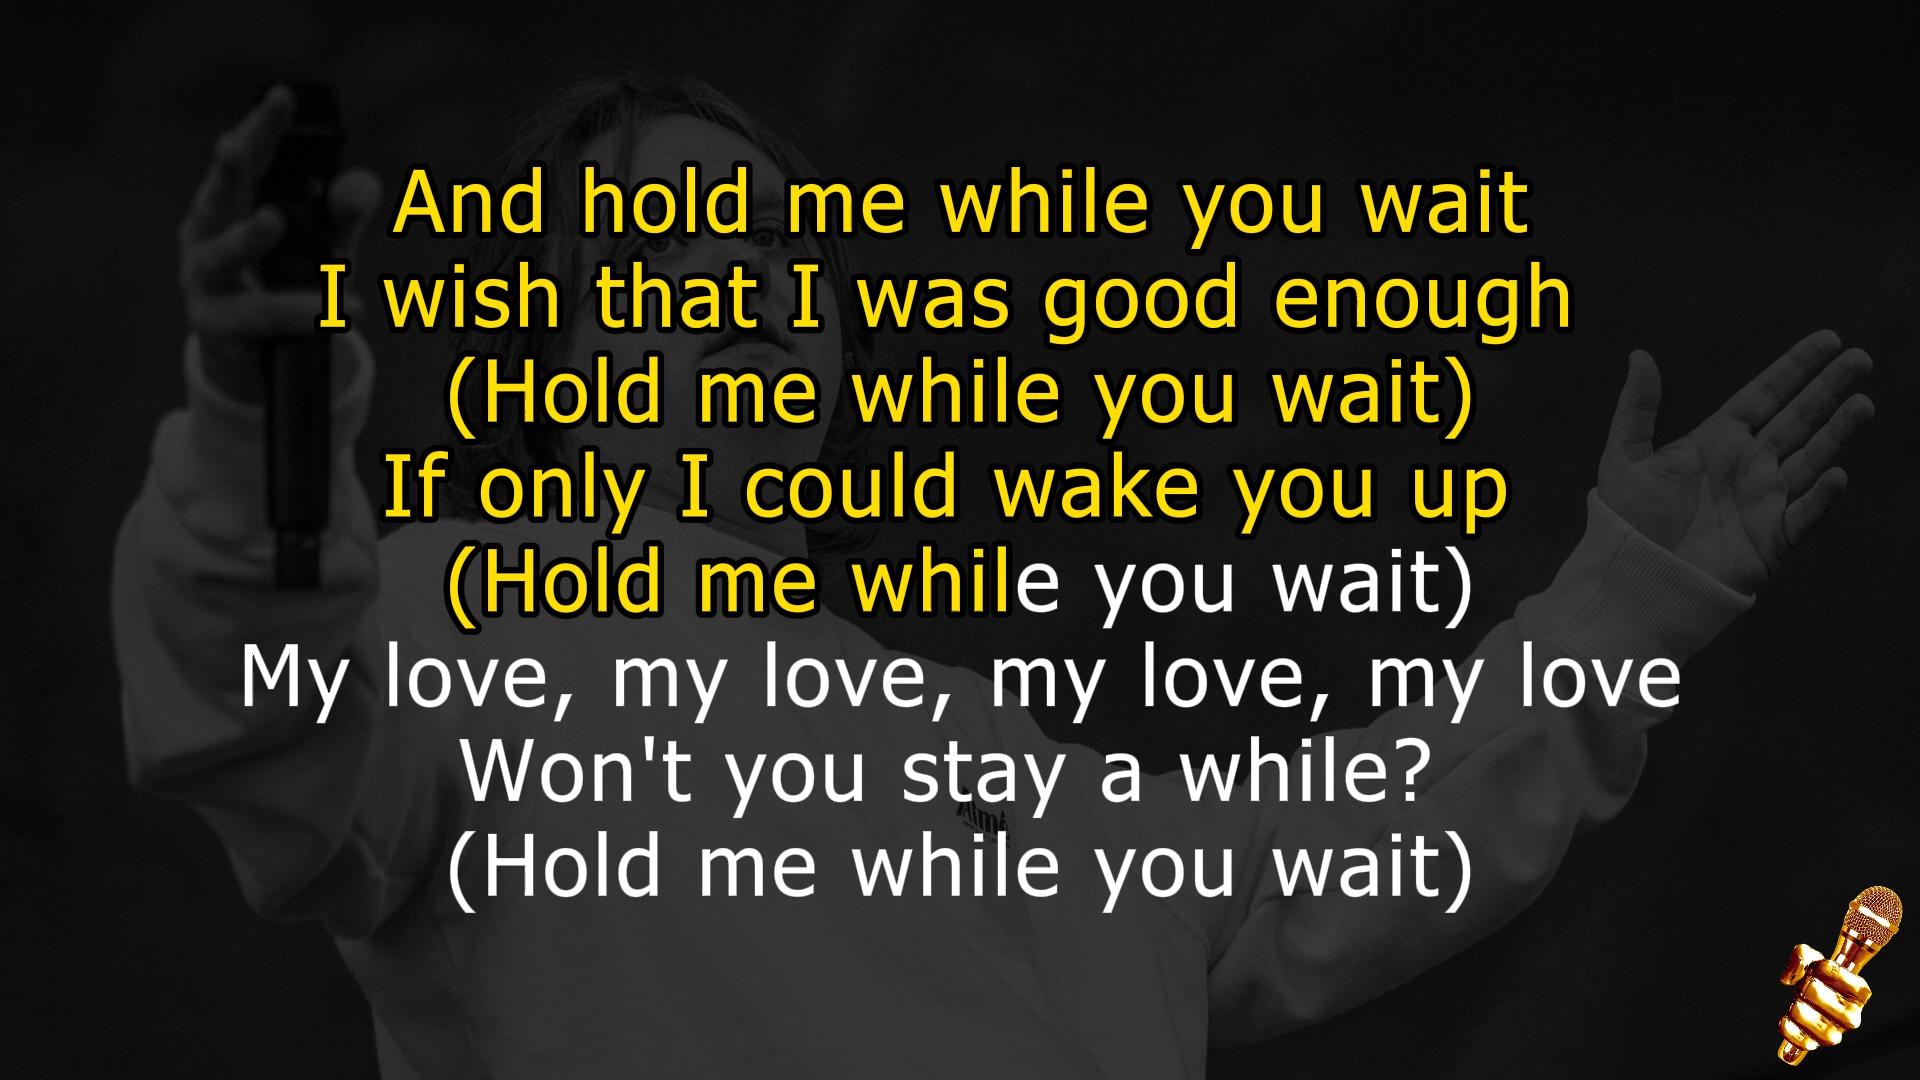 And hold me while you wait
I wish that I was good enough
(Hold me while you wait)
If only I could wake you up
(Hold me while you wait)
My love, my love, my love, my love
Won't you stay a while?
(Hold me while you wait)